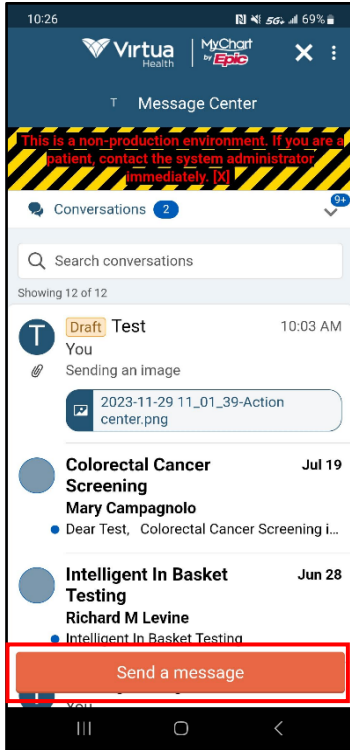 10:26 5G+ 69%
Virtua Health MyChart by Epic
T Message Center
This is a non-production environment. If you are a
patient, contact the system administrator
immediately. [X]
Conversations 2 9+
Search conversations
Showing 12 of 12
T Draft Test 10:03 AM
You
Sending an image
2023-11-29 11_01_39-Action
center.png
Colorectal Cancer Jul 19
Screening
Mary Campagnolo
Dear Test, Colorectal Cancer Screening i...
Intelligent In Basket Jun 28
Testing
Richard M Levine
Intelligent In Basket Testing
Send a message
You